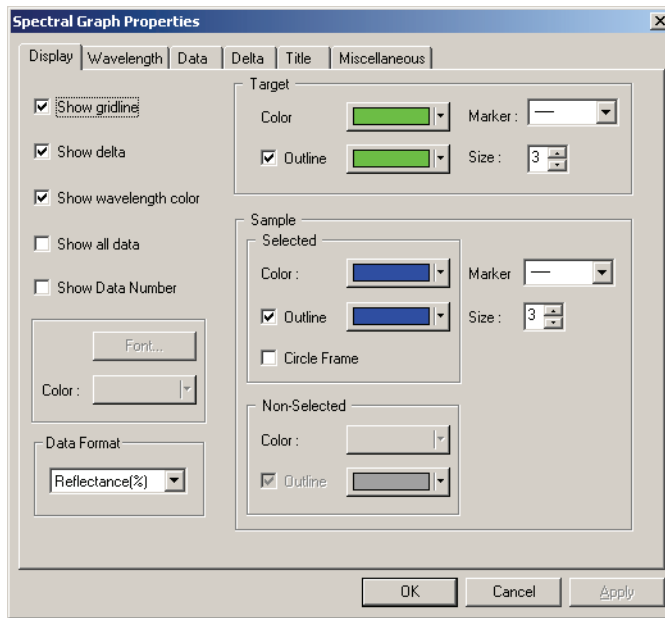 Spectral Graph Properties
Display Wavelength Data Delta Title Miscellaneous
Show gridline
Show delta
Show wavelength color
Show all data
Show Data Number
Font...
Color :
Data Format
Reflectance(%)
Target
Color
Marker :
Outline
Size : 3
Sample
Selected
Color :
Marker
Outline
Size : 3
Circle Frame
Non-Selected
Color :
Outline
OK Cancel Apply